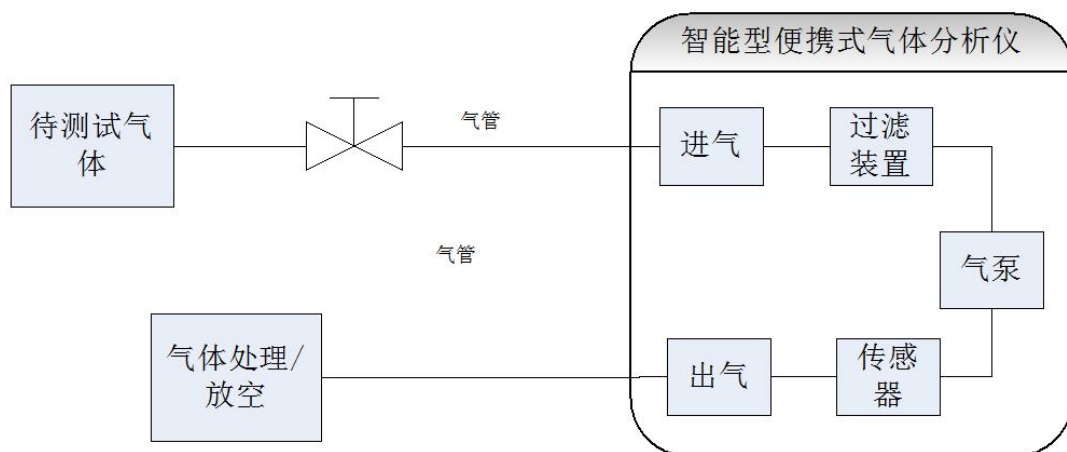 智能型便携式气体分析仪
待测试气
体
气管
进气
过滤
装置
气管
气泵
气体处理/
放空
出气
传感
器